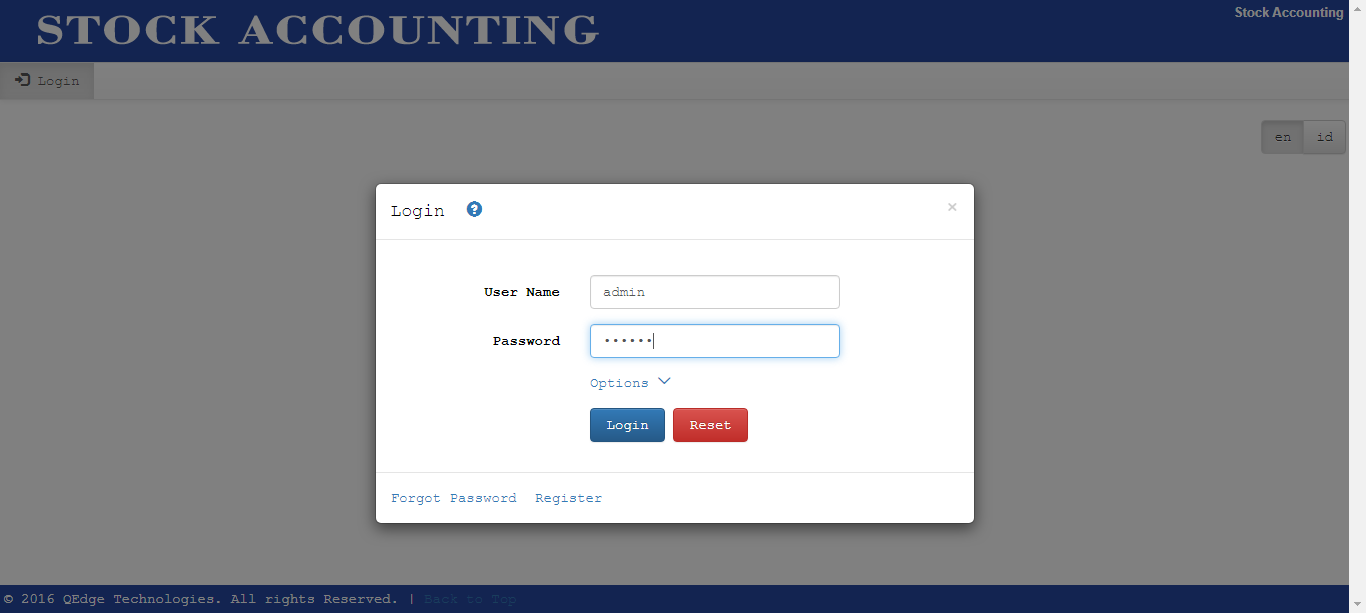 STOCK ACCOUNTING
Stock Accounting
Login
en id
Login
×
User Name admin
Password ••••••
Options
Login Reset
Forgot Password Register
© 2016 QEdge Technologies. All rights Reserved. | Back to Top